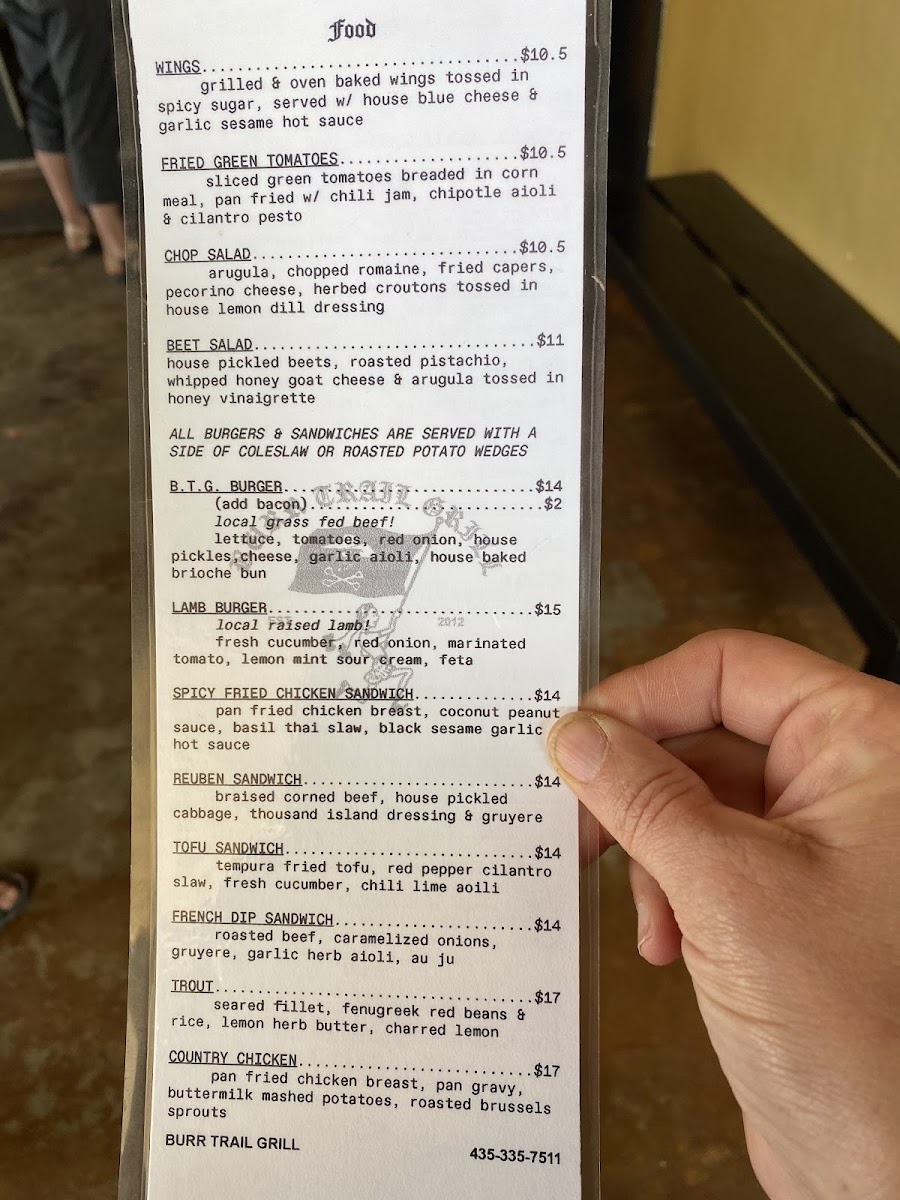 Food
WINGS...................................$10.5
grilled & oven baked wings tossed in
spicy sugar, served w/ house blue cheese &
garlic sesame hot sauce
FRIED GREEN TOMATOES....................$10.5
sliced green tomatoes breaded in corn
meal, pan fried w/ chili jam, chipotle aioli
& cilantro pesto
CHOP SALAD..............................$10.5
arugula, chopped romaine, fried capers,
pecorino cheese, herbed croutons tossed in
house lemon dill dressing
BEET SALAD................................$11
house pickled beets, roasted pistachio,
whipped honey goat cheese & arugula tossed in
honey vinaigrette
ALL BURGERS & SANDWICHES ARE SERVED WITH A
SIDE OF COLESLAW OR ROASTED POTATO WEDGES
B.T.G. BURGER.............................$14
(add bacon)...........................$2
local grass fed beef!
lettuce, tomatoes, red onion, house
pickles,cheese, garlic aioli, house baked
brioche bun
BURR TRAIL GRILL
LAMB BURGER...............................$15
local raised lamb!
EST 2012
fresh cucumber, red onion, marinated
tomato, lemon mint sour cream, feta
SPICY FRIED CHICKEN SANDWICH..............$14
pan fried chicken breast, coconut peanut
sauce, basil thai slaw, black sesame garlic
hot sauce
REUBEN SANDWICH...........................$14
braised corned beef, house pickled
cabbage, thousand island dressing & gruyere
TOFU SANDWICH.............................$14
tempura fried tofu, red pepper cilantro
slaw, fresh cucumber, chili lime aoili
FRENCH DIP SANDWICH.......................$14
roasted beef, caramelized onions,
gruyere, garlic herb aioli, au ju
TROUT.....................................$17
seared fillet, fenugreek red beans &
rice, lemon herb butter, charred lemon
COUNTRY CHICKEN...........................$17
pan fried chicken breast, pan gravy,
buttermilk mashed potatoes, roasted brussels
sprouts
BURR TRAIL GRILL 435-335-7511